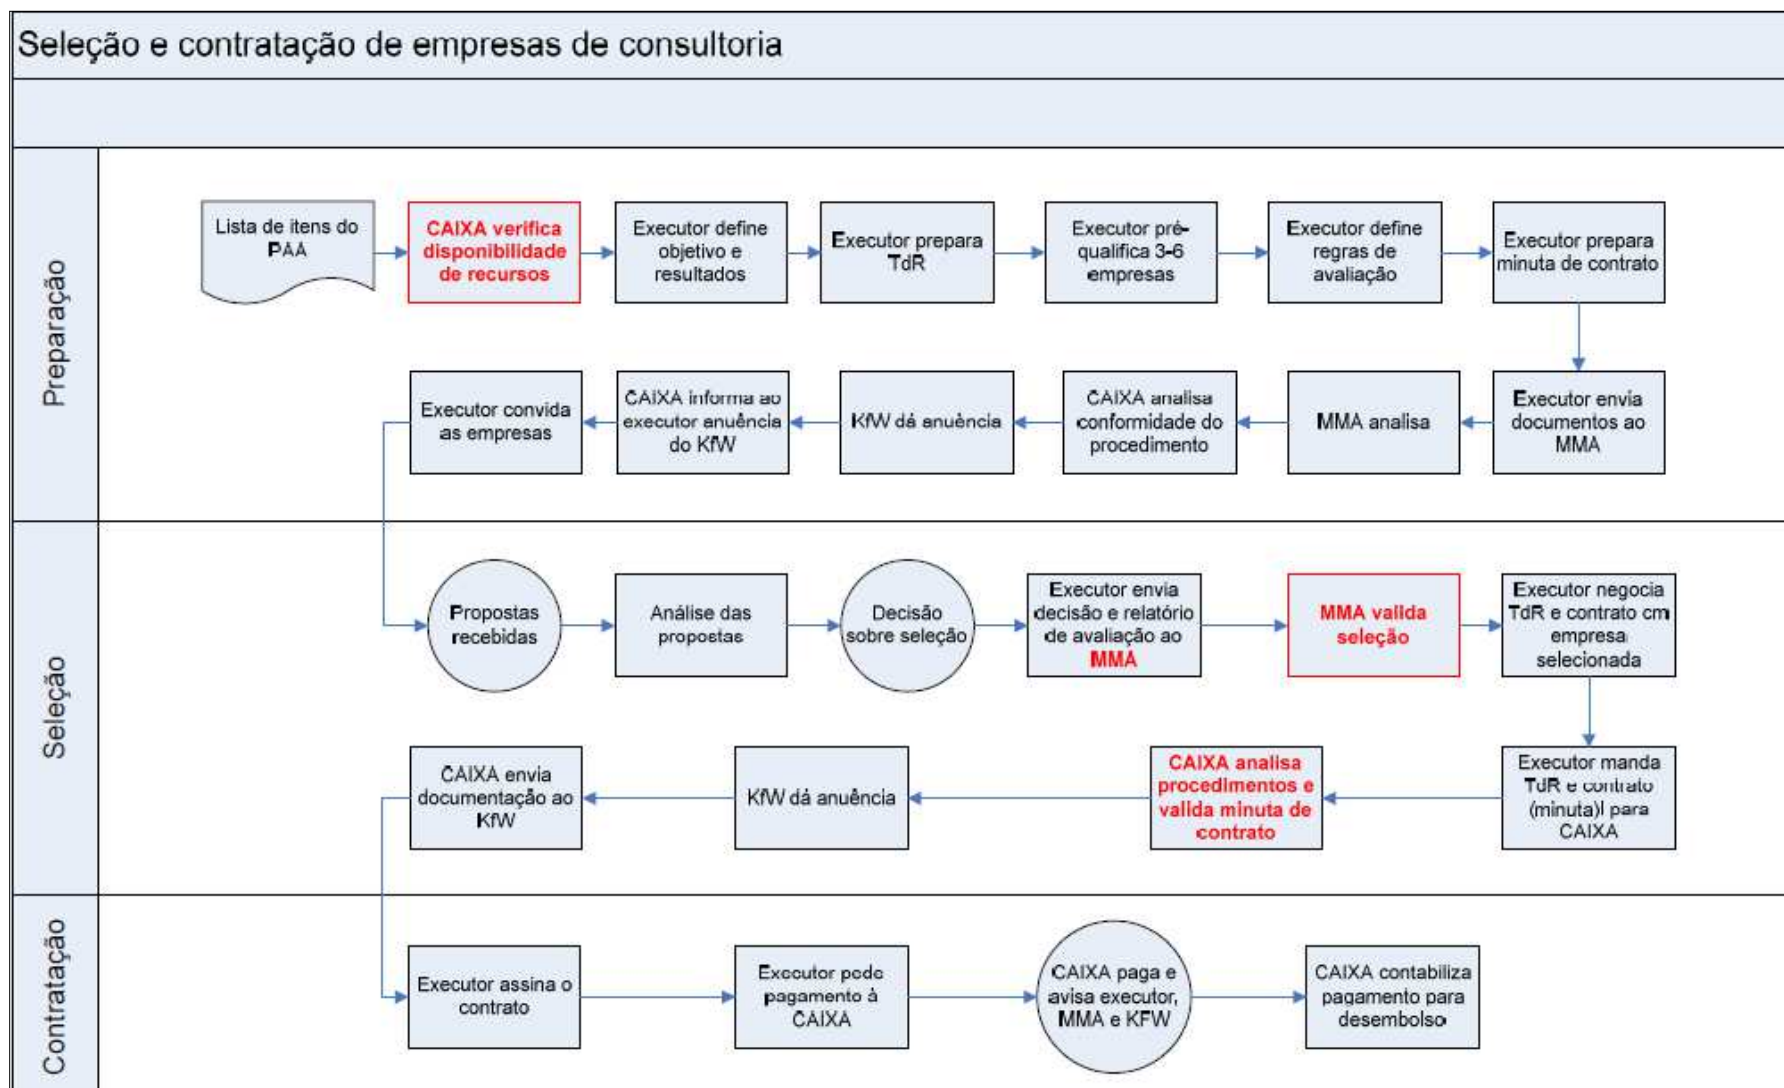 Seleção e contratação de empresas de consultoria
Preparação
Lista de itens do
PAA
CAIXA verifica
disponibilidade
de recursos
Executor define
objetivo e
resultados
Executor prepara
TdR
Executor pré-
qualifica 3-6
empresas
Executor define
regras de
avaliação
Executor prepara
minuta de contrato
Executor convida
as empresas
CAIXA informa ao
executor anuência
do KfW
KfW dá anuência
CAIXA analisa
conformidade do
procedimento
MMA analisa
Executor envia
documentos ao
MMA
Seleção
Propostas
recebidas
Análise das
propostas
Decisão
sobre seleção
Executor envia
decisão e relatório
de avaliação ao
MMA
MMA valida
seleção
Executor negocia
TdR e contrato cm
empresa
selecionada
CAIXA envia
documentação ao
KfW
KfW dá anuência
CAIXA analisa
procedimentos e
valida minuta de
contrato
Executor manda
TdR e contrato
(minuta)l para
CAIXA
Contratação
Executor assina o
contrato
Executor pede
pagamento à
CAIXA
CAIXA paga e
avisa executor,
MMA e KFW
CAIXA contabiliza
pagamento para
desembolso